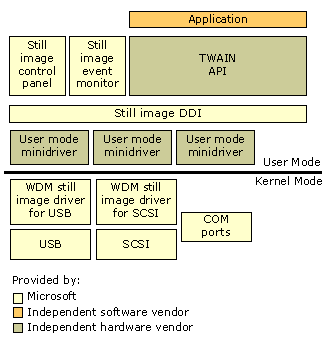 Application
Still
image
control
panel
Still
image
event
monitor
TWAIN
API
Still image DDI
User mode
minidriver
User mode
minidriver
User mode
minidriver
User Mode
Kernel Mode
WDM still
image driver
for USB
WDM still
image driver
for SCSI
COM
ports
USB
SCSI
Provided by:
Microsoft
Independent software vendor
Independent hardware vendor